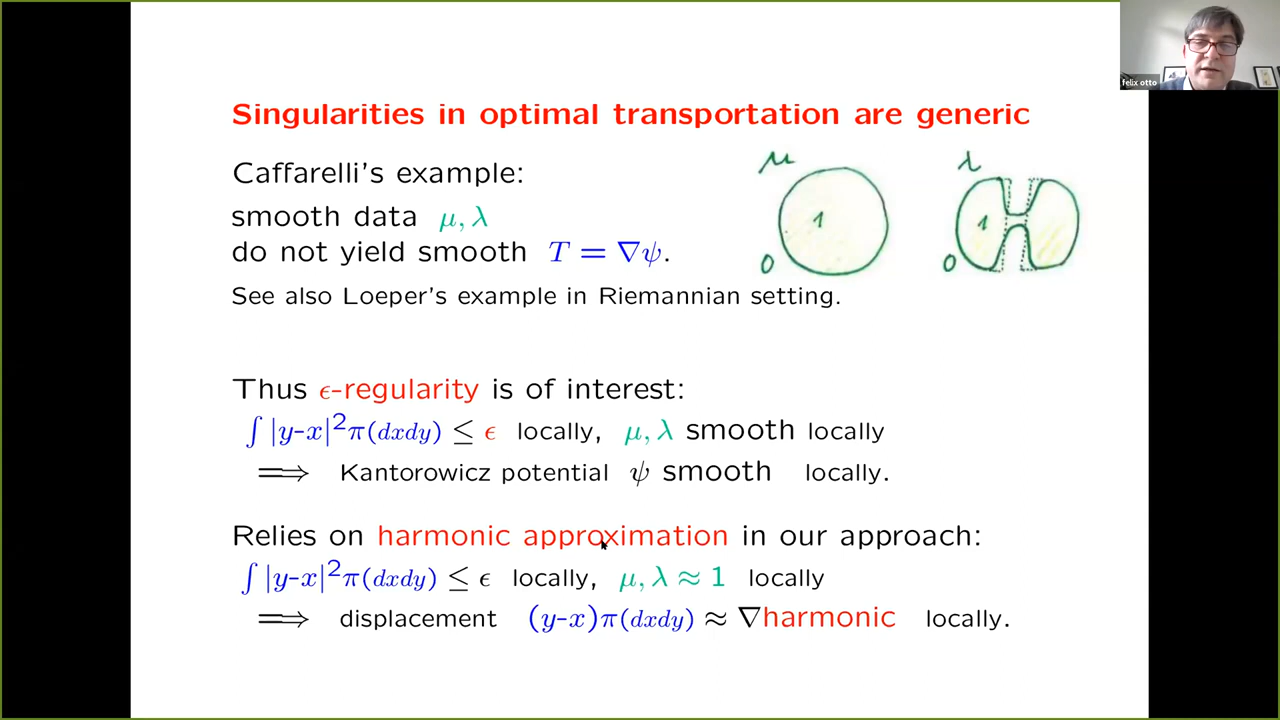 felix otto
Singularities in optimal transportation are generic
Caffarelli's example:
smooth data μ, λ
do not yield smooth T = ∇ψ.
See also Loeper's example in Riemannian setting.
μ
1
0
λ
1
0
Thus ϵ-regularity is of interest:
∫ |y-x|²π(dxdy) ≤ ϵ locally, μ, λ smooth locally
⟹ Kantorowicz potential ψ smooth locally.
Relies on harmonic approximation in our approach:
∫ |y-x|²π(dxdy) ≤ ϵ locally, μ, λ ≈ 1 locally
⟹ displacement (y-x)π(dxdy) ≈ ∇harmonic locally.